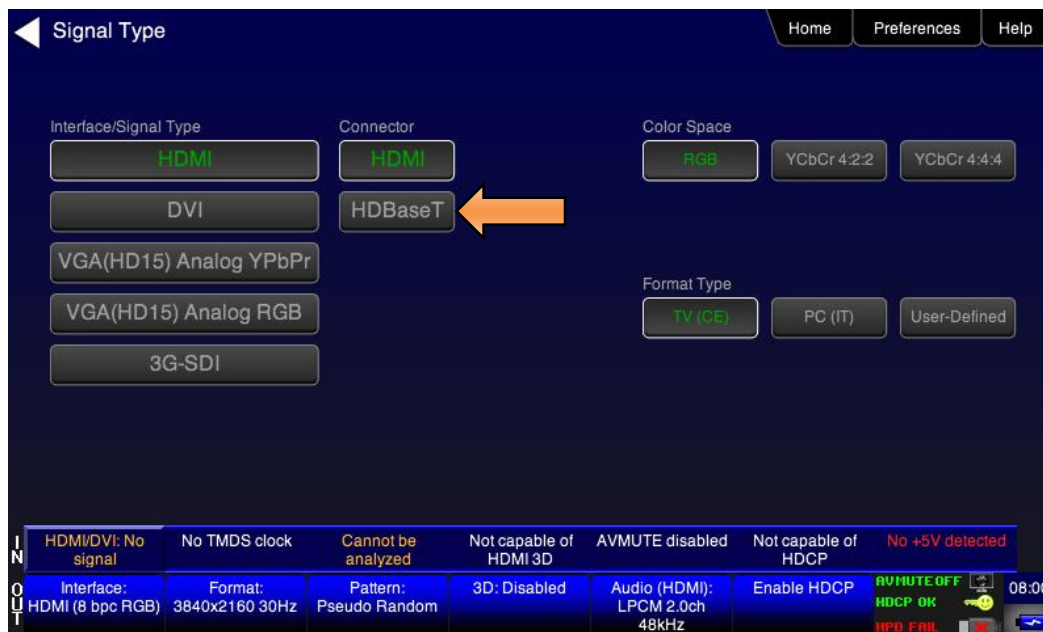 Signal Type
Home
Preferences
Help
Interface/Signal Type
Connector
Color Space
HDMI
HDMI
RGB
YCbCr 4:2:2
YCbCr 4:4:4
DVI
HDBaseT
VGA(HD15) Analog YPbPr
Format Type
VGA(HD15) Analog RGB
TV (CE)
PC (IT)
User-Defined
3G-SDI
IN
HDMI/DVI: No
signal
No TMDS clock
Cannot be
analyzed
Not capable of
HDMI 3D
AVMUTE disabled
Not capable of
HDCP
No +5V detected
OUT
Interface:
HDMI (8 bpc RGB)
Format:
3840x2160 30Hz
Pattern:
Pseudo Random
3D: Disabled
Audio (HDMI):
LPCM 2.0ch
48kHz
Enable HDCP
AVMUTE OFF
HDCP OK
HPD FAIL
08:00